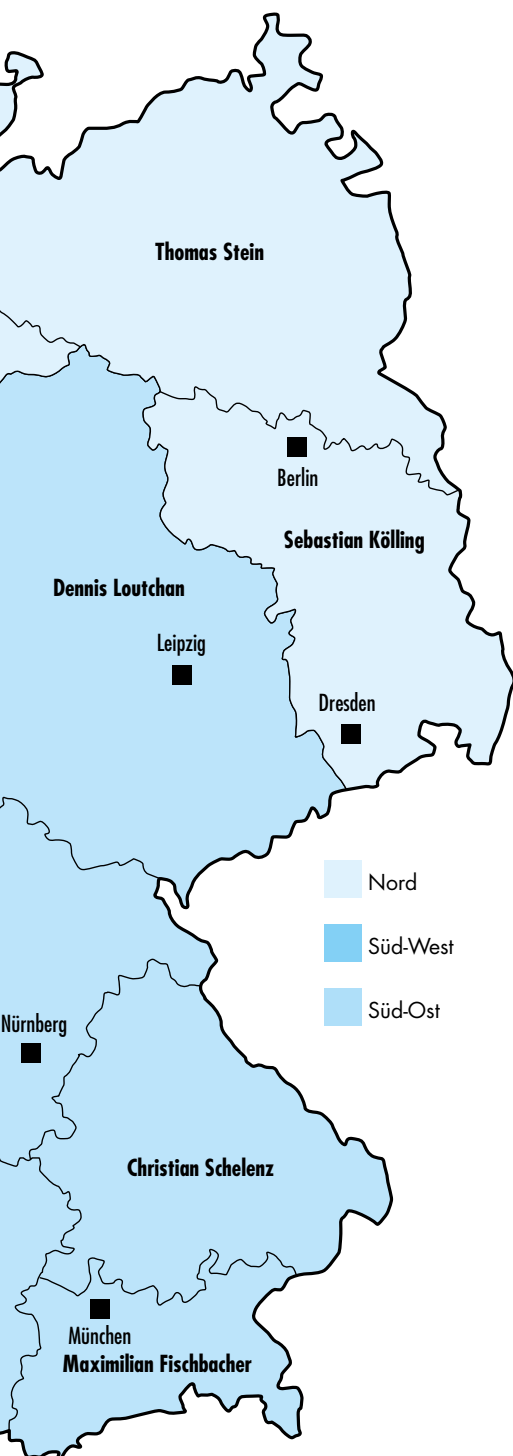 Thomas Stein
Berlin
Sebastian Kölling
Dennis Loutchan
Leipzig
Dresden
Nord
Süd-West
Süd-Ost
Nürnberg
Christian Schelenz
München
Maximilian Fischbacher